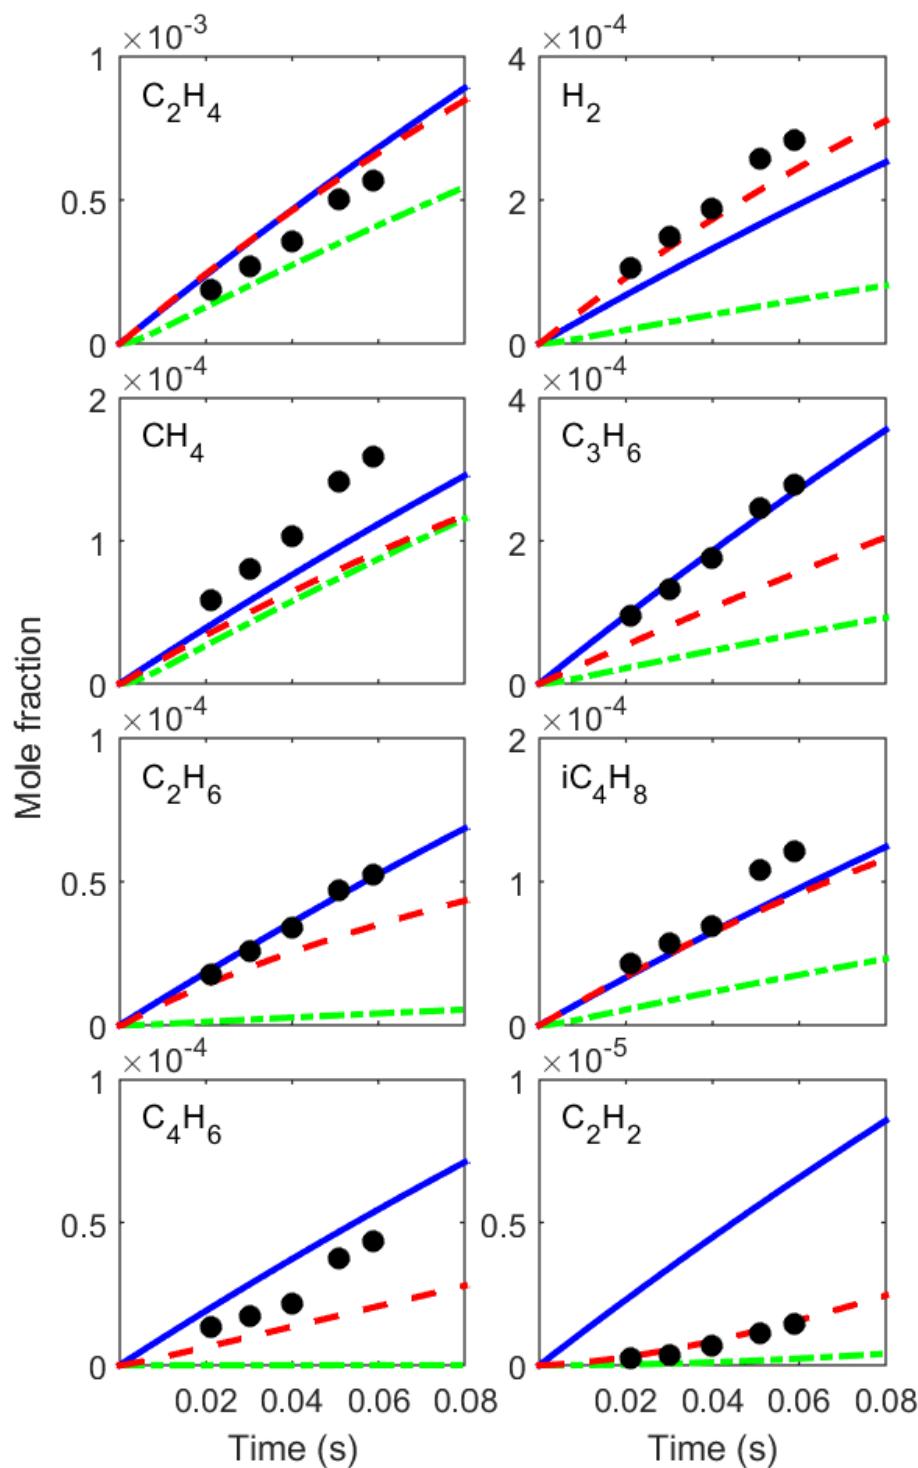 ×10⁻³
1
0.5
0
C₂H₄
×10⁻⁴
4
2
0
H₂
×10⁻⁴
2
1
0
CH₄
×10⁻⁴
4
2
0
C₃H₆
×10⁻⁴
1
0.5
0
C₂H₆
×10⁻⁴
2
1
0
iC₄H₈
×10⁻⁴
1
0.5
0
C₄H₆
×10⁻⁵
1
0.5
0
C₂H₂
Mole fraction
0.02 0.04 0.06 0.08
Time (s)
0.02 0.04 0.06 0.08
Time (s)